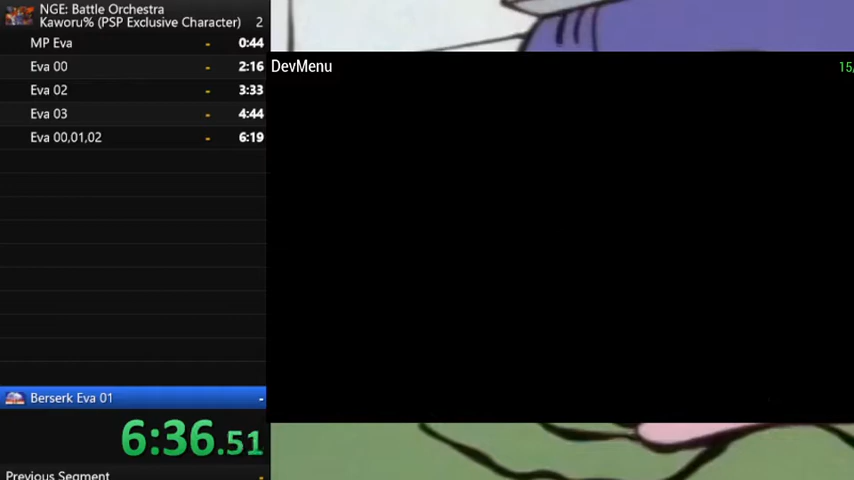 NGE: Battle Orchestra
Kaworu% (PSP Exclusive Character) 2
MP Eva - 0:44
Eva 00 - 2:16
Eva 02 - 3:33
Eva 03 - 4:44
Eva 00,01,02 - 6:19
Berserk Eva 01 -
6:36.51
Previous Segment -
DevMenu
15/